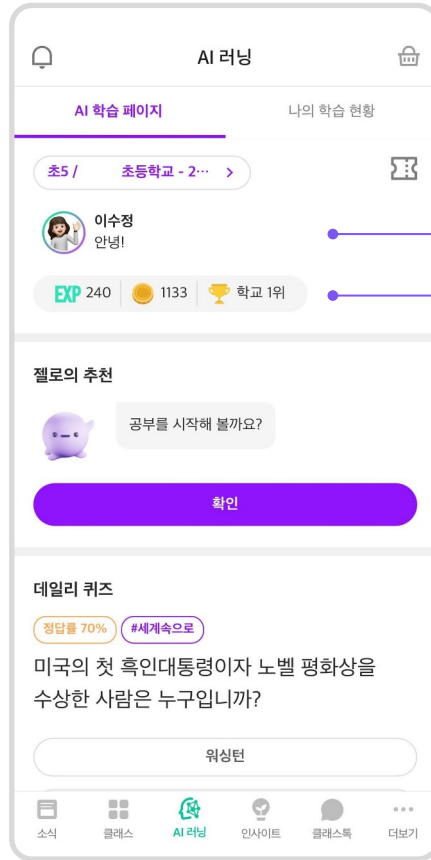 AI 러닝
AI 학습 페이지
나의 학습 현황
초5 / 초등학교 - 2… >
이수정
안녕!
EXP 240 1133 학교 1위
젤로의 추천
공부를 시작해 볼까요?
확인
데일리 퀴즈
정답률 70% #세계속으로
미국의 첫 흑인대통령이자 노벨 평화상을
수상한 사람은 누구입니까?
워싱턴
소식 클래스 AI 러닝 인사이트 클래스톡 더보기